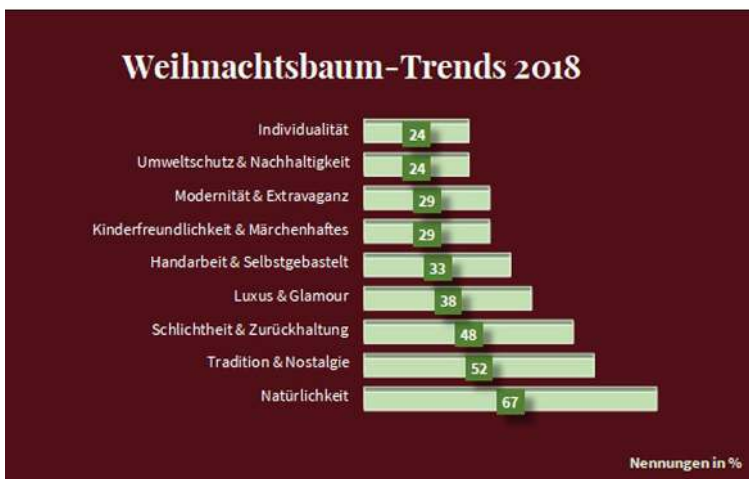 Weihnachtsbaum-Trends 2018
Individualität 24
Umweltschutz & Nachhaltigkeit 24
Modernität & Extravaganz 29
Kinderfreundlichkeit & Märchenhaftes 29
Handarbeit & Selbstgebastelt 33
Luxus & Glamour 38
Schlichtheit & Zurückhaltung 48
Tradition & Nostalgie 52
Natürlichkeit 67
Nennungen in %